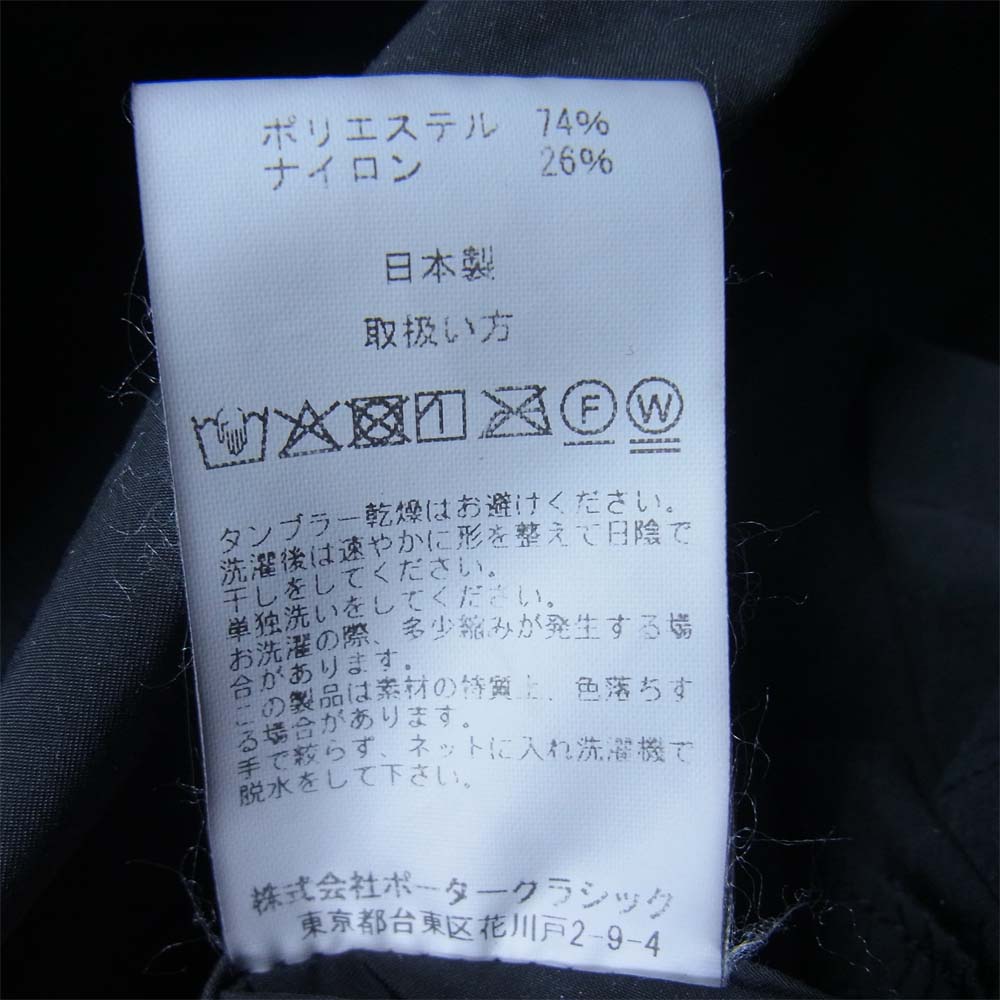 ポリエステル 74%
ナイロン 26%
日本製
取扱い方
F W
タンブラー乾燥はお避けください。
洗濯後は速やかに形を整えて日陰で
干しをしてください。
単独洗いをしてください。
お洗濯の際、多少縮みが発生する場
合があります。
この製品は素材の特質上、色落ちす
る場合があります。
手で絞らず、ネットに入れ洗濯機で
脱水をして下さい。
株式会社ポータークラシック
東京都台東区花川戸2-9-4